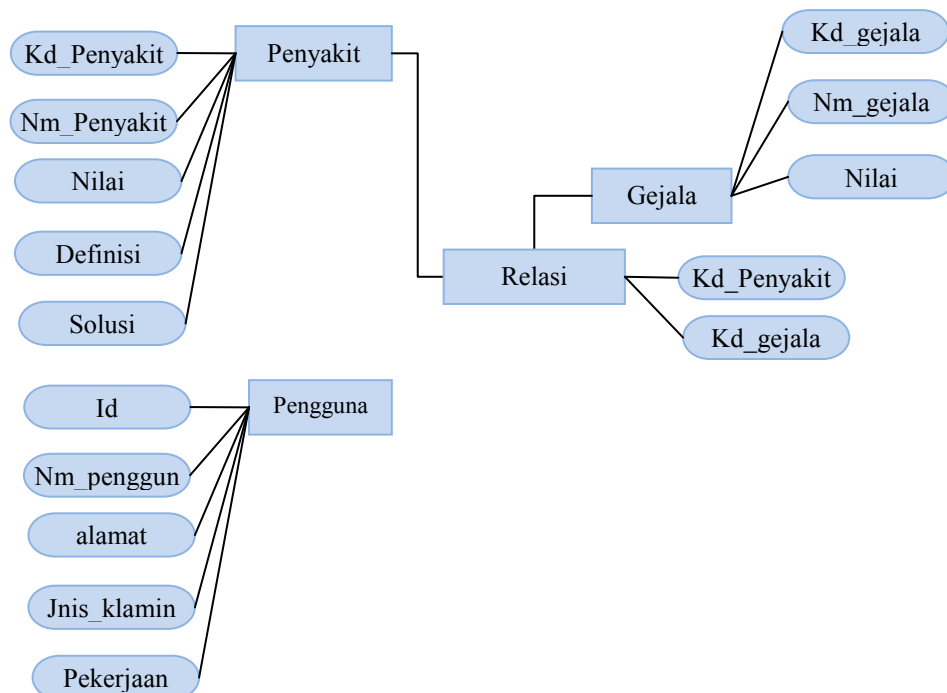 Kd_Penyakit
Penyakit
Kd_gejala
Nm_Penyakit
Nm_gejala
Nilai
Nilai
Gejala
Definisi
Relasi
Kd_Penyakit
Solusi
Kd_gejala
Id
Pengguna
Nm_penggun
alamat
Jnis_klamin
Pekerjaan